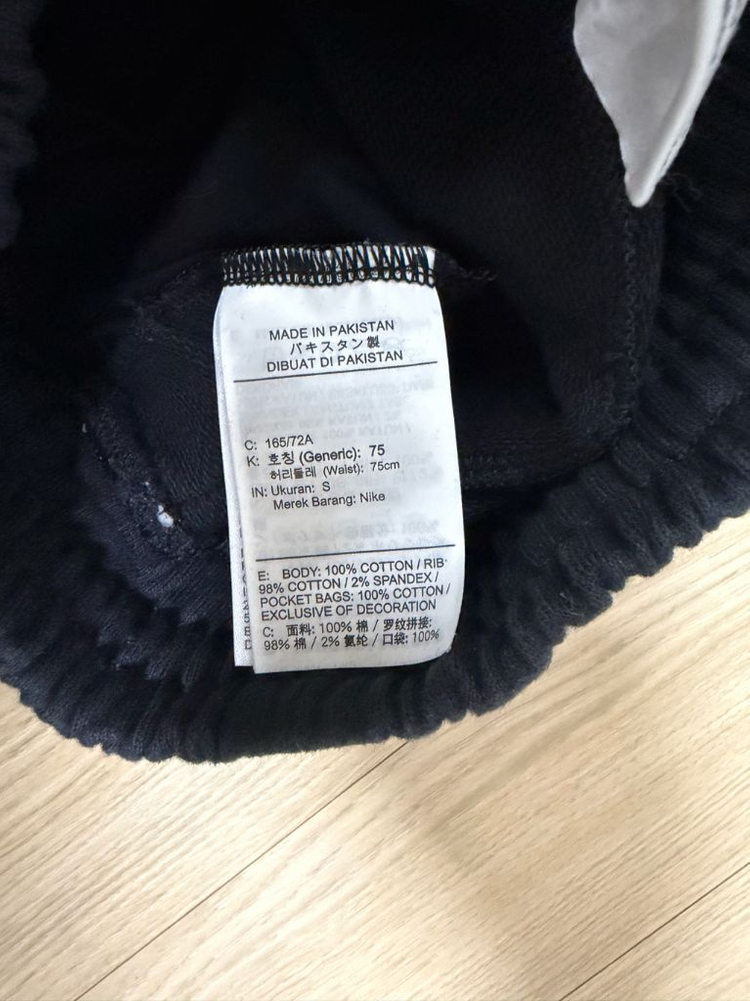 MADE IN PAKISTAN
パキスタン製
DIBUAT DI PAKISTAN
C: 165/72A
K: 호칭 (Generic): 75
허리둘레 (Waist): 75cm
IN: Ukuran: S
Merek Barang: Nike
E: BODY: 100% COTTON / RIB:
98% COTTON / 2% SPANDEX /
POCKET BAGS: 100% COTTON /
EXCLUSIVE OF DECORATION
C: 面料: 100% 棉 / 罗纹拼接:
98% 棉 / 2% 氨纶 / 口袋: 100%